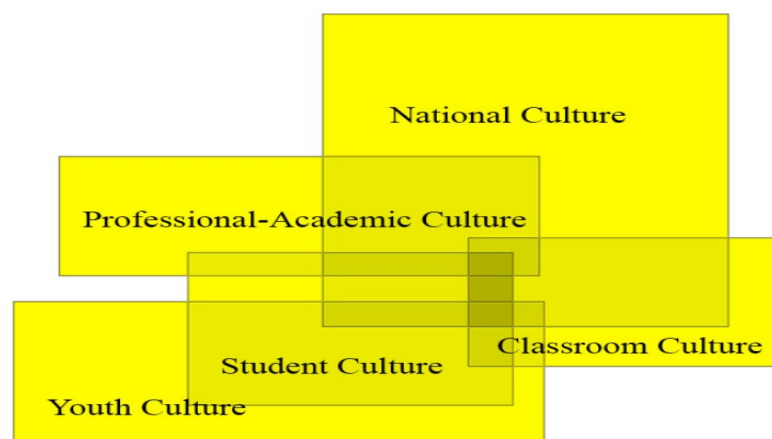 National Culture
Professional-Academic Culture
Classroom Culture
Student Culture
Youth Culture